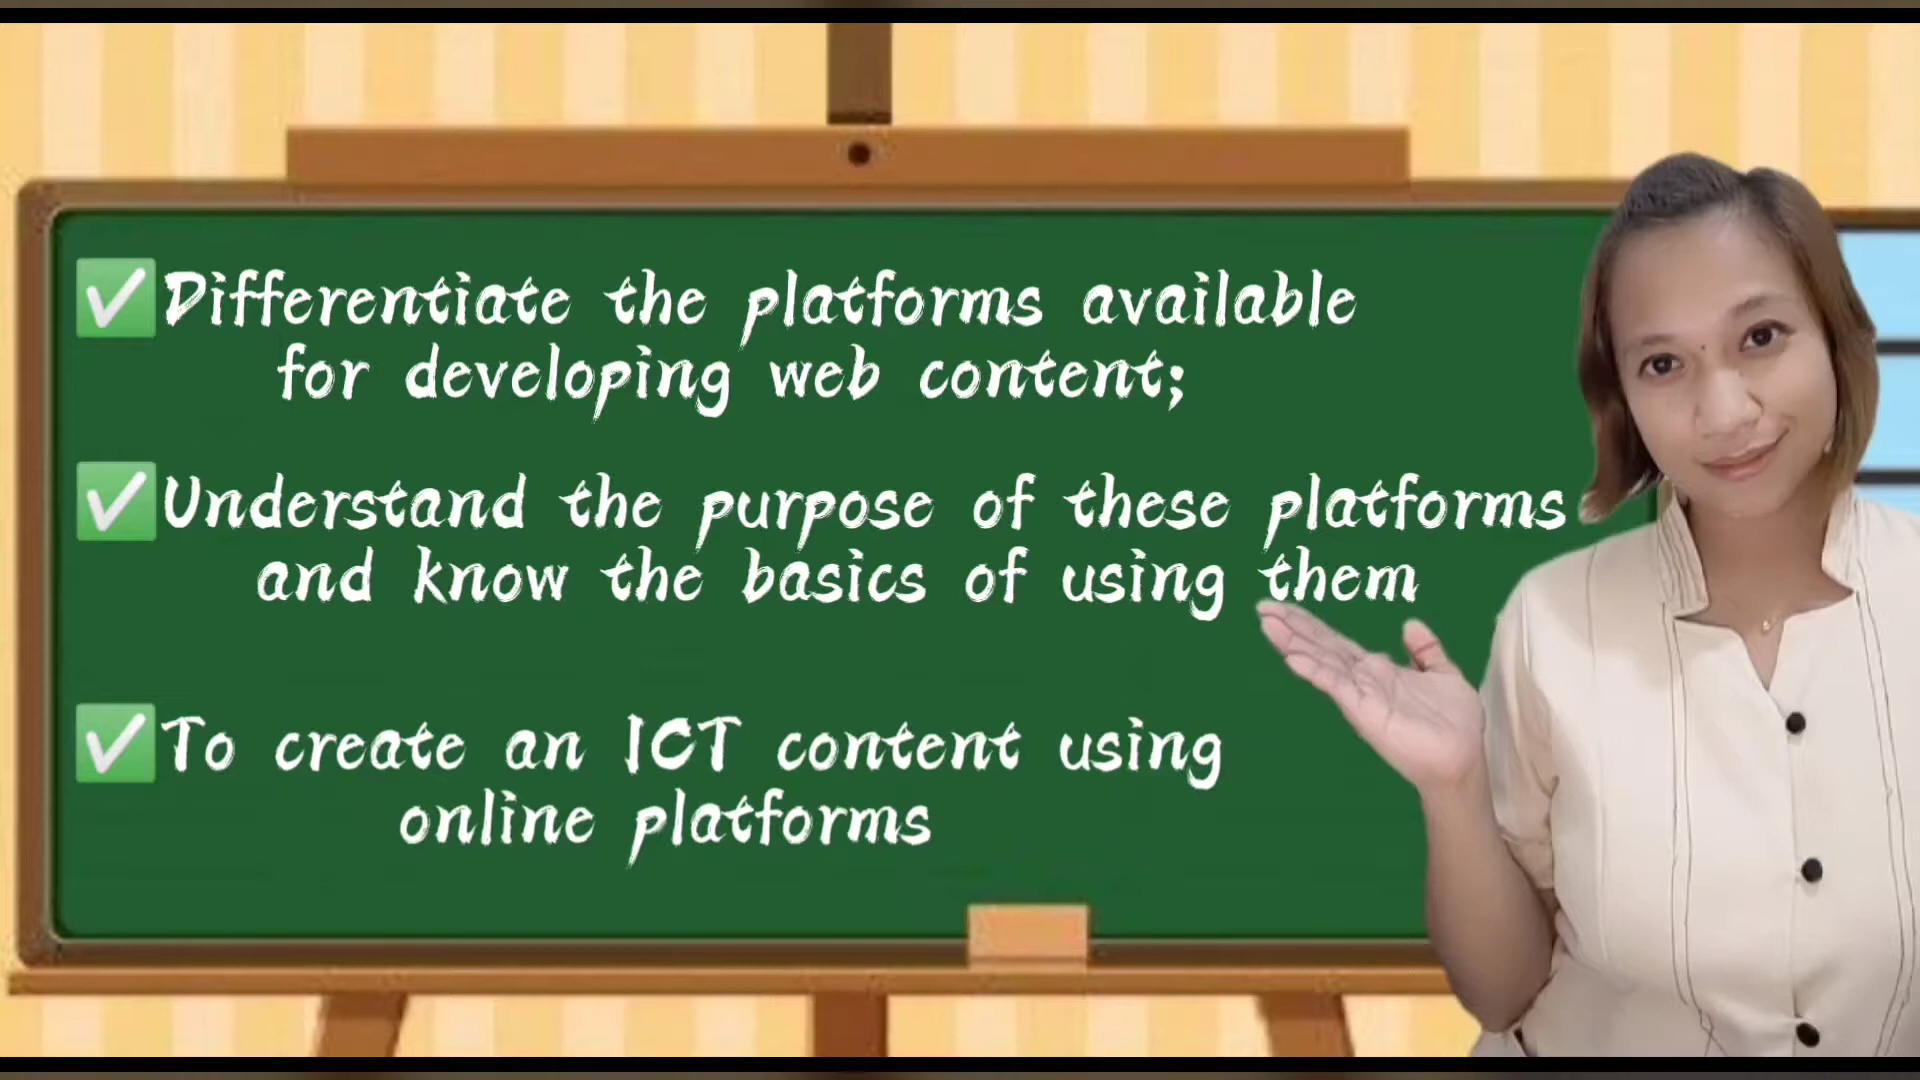 ✅Differentiate the platforms available
for developing web content;
✅Understand the purpose of these platforms
and know the basics of using them
✅To create an ICT content using
online platforms